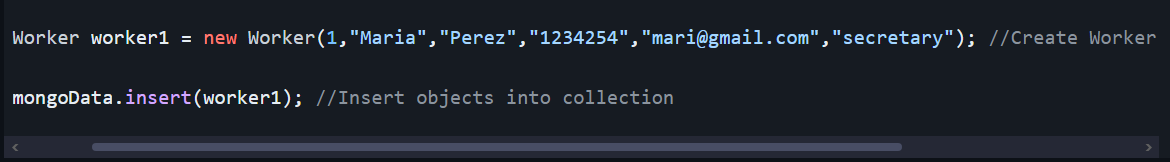 Worker worker1 = new Worker(1,"Maria","Perez","1234254","mari@gmail.com","secretary"); //Create Worker
mongoData.insert(worker1); //Insert objects into collection